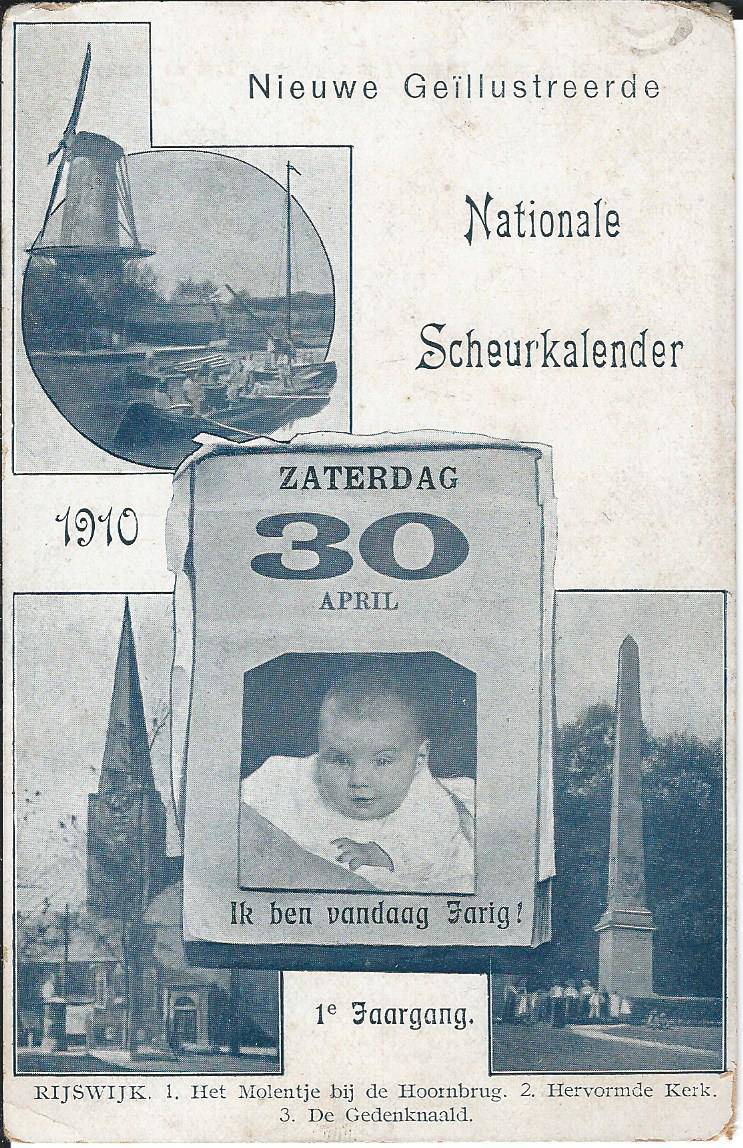 Nieuwe Geïllustreerde
Nationale
Scheurkalender
1910
ZATERDAG
30
APRIL
Ik ben vandaag Jarig!
1e Jaargang.
RIJSWIJK. 1. Het Molentje bij de Hoornbrug. 2. Hervormde Kerk.
3. De Gedenknaald.